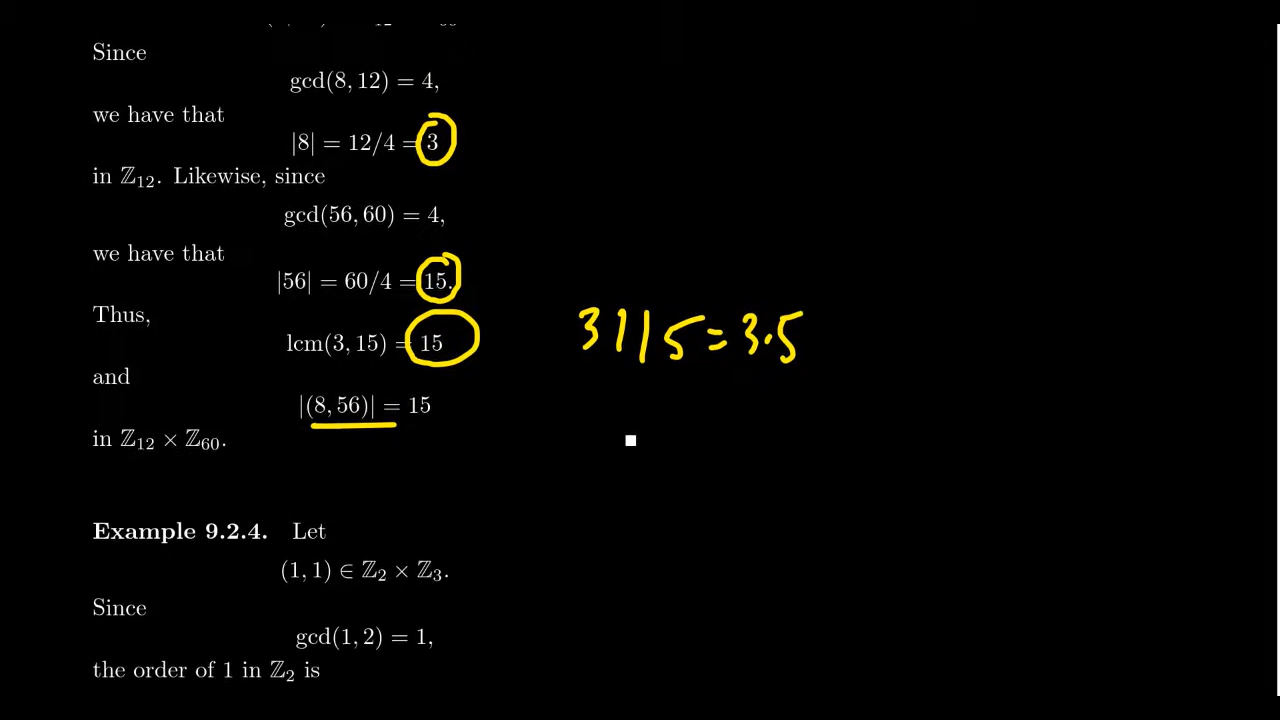 Since
gcd(8, 12) = 4,
we have that
|8| = 12/4 = 3
in ℤ₁₂. Likewise, since
gcd(56, 60) = 4,
we have that
|56| = 60/4 = 15.
Thus,
lcm(3, 15) = 15
3 | 15 = 3·5
and
|(8, 56)| = 15
in ℤ₁₂ × ℤ₆₀.
Example 9.2.4. Let
(1, 1) ∈ ℤ₂ × ℤ₃.
Since
gcd(1, 2) = 1,
the order of 1 in ℤ₂ is